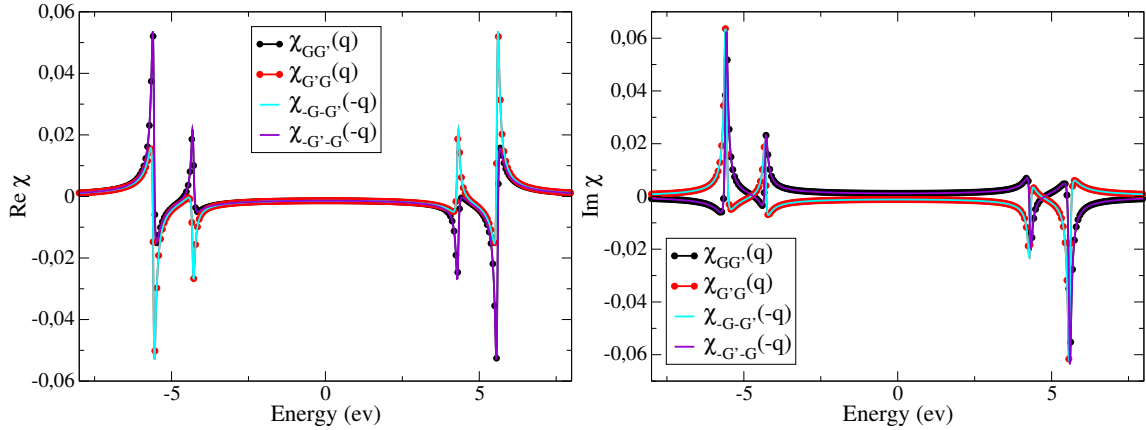 0,06
0,04
0,02
0
-0,02
-0,04
-0,06
Re χ
-5
0
5
Energy (ev)
χGG'(q)
χG'G(q)
χ-G-G'(-q)
χ-G'-G(-q)
0,06
0,04
0,02
0
-0,02
-0,04
-0,06
Im χ
-5
0
5
Energy (ev)
χGG'(q)
χG'G(q)
χ-G-G'(-q)
χ-G'-G(-q)